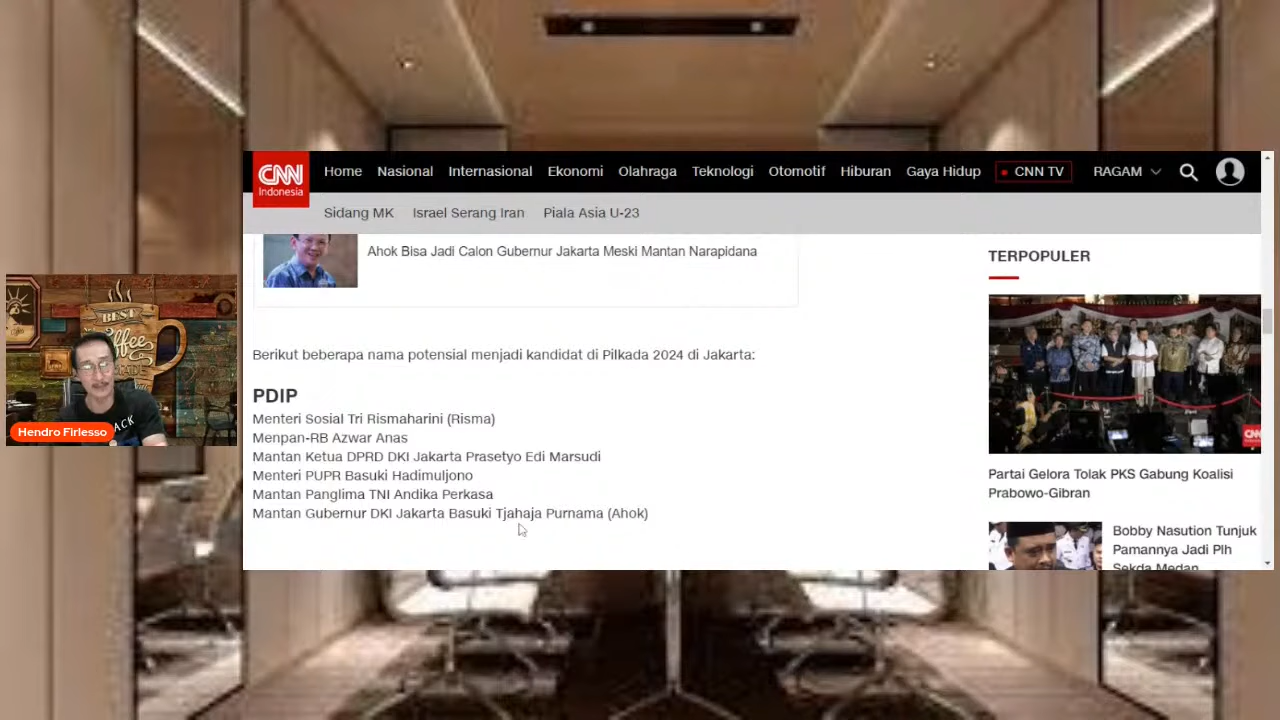 CNN
Indonesia
Home
Nasional
Internasional
Ekonomi
Olahraga
Teknologi
Otomotif
Hiburan
Gaya Hidup
CNN TV
RAGAM
Sidang MK
Israel Serang Iran
Piala Asia U-23
Ahok Bisa Jadi Calon Gubernur Jakarta Meski Mantan Narapidana
Berikut beberapa nama potensial menjadi kandidat di Pilkada 2024 di Jakarta:
PDIP
Menteri Sosial Tri Rismaharini (Risma)
Menpan-RB Azwar Anas
Mantan Ketua DPRD DKI Jakarta Prasetyo Edi Marsudi
Menteri PUPR Basuki Hadimuljono
Mantan Panglima TNI Andika Perkasa
Mantan Gubernur DKI Jakarta Basuki Tjahaja Purnama (Ahok)
TERPOPULER
Partai Gelora Tolak PKS Gabung Koalisi
Prabowo-Gibran
Bobby Nasution Tunjuk
Pamannya Jadi Plh
Sekda Medan
BEST
Coffee
Hendro Firlesso